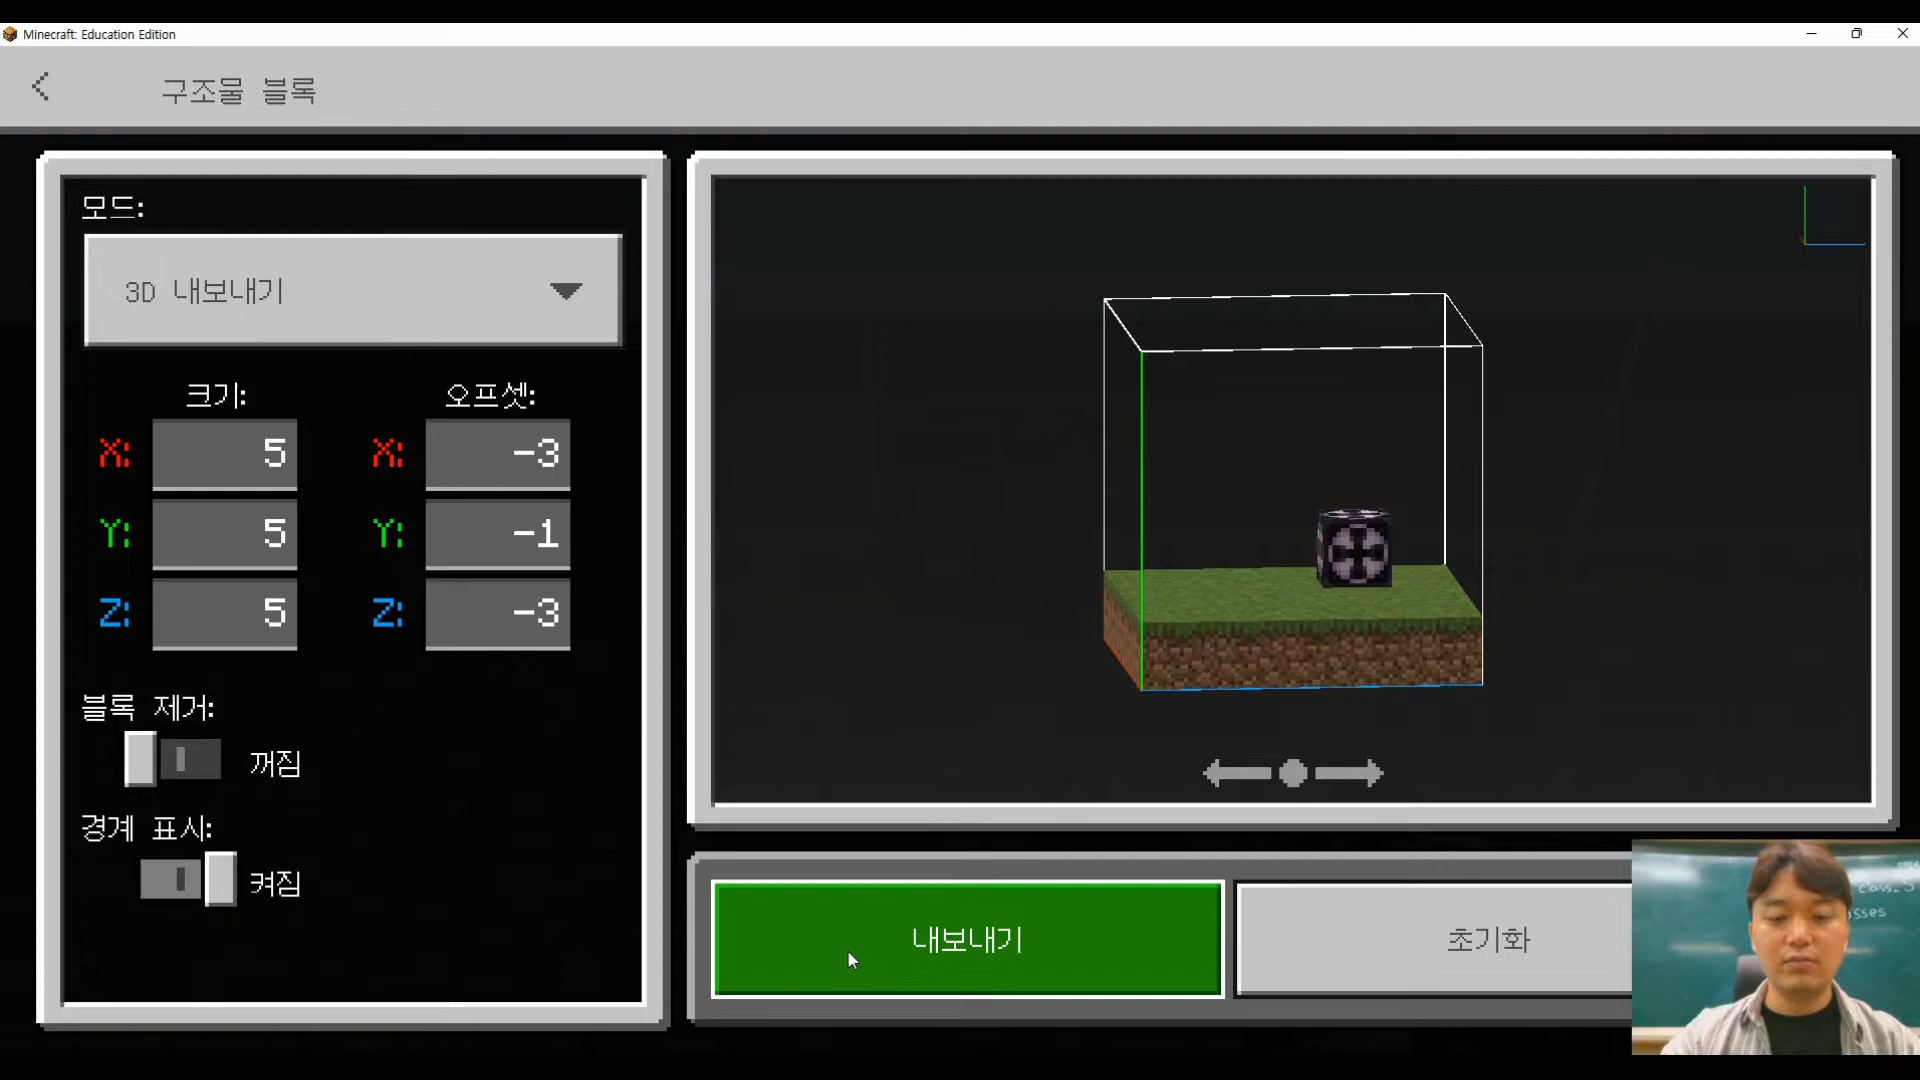 Minecraft: Education Edition
구조물 블록
모드:
3D 내보내기
크기:
오프셋:
X: 5
X: -3
Y: 5
Y: -1
Z: 5
Z: -3
블록 제거:
꺼짐
경계 표시:
켜짐
내보내기
초기화